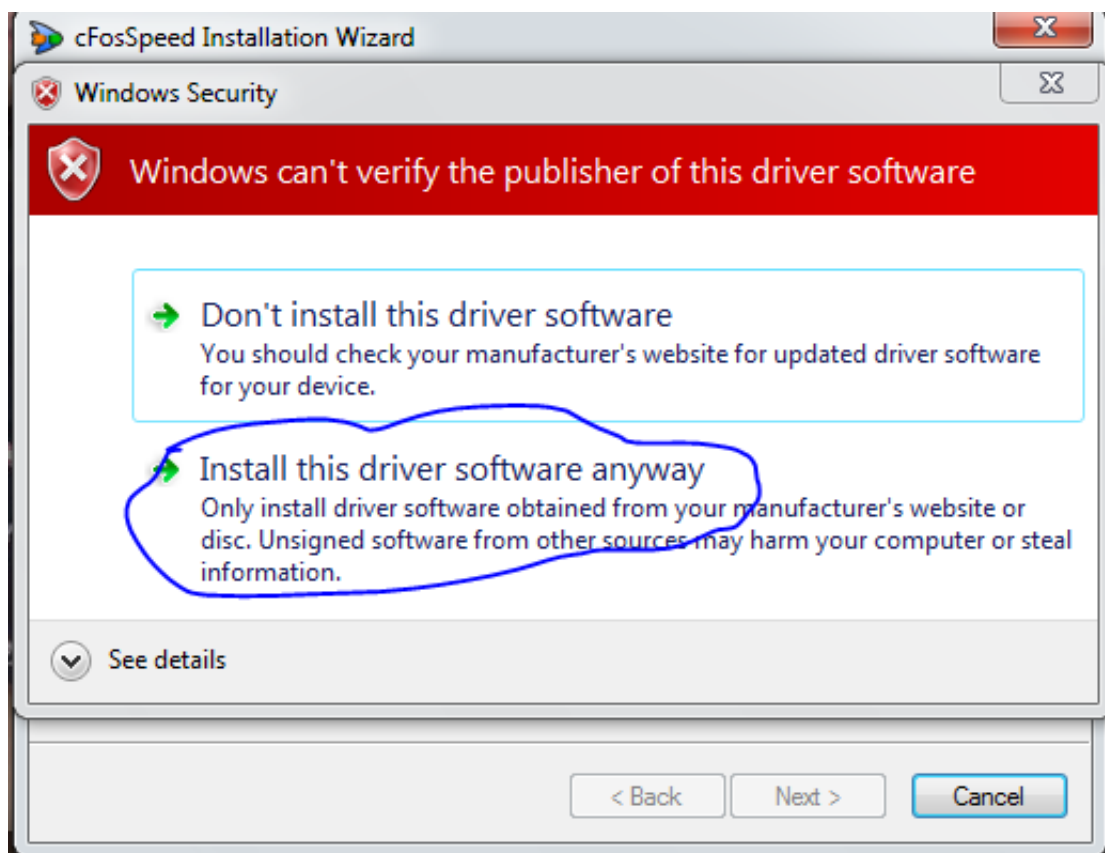 cFosSpeed Installation Wizard
Windows Security
Windows can't verify the publisher of this driver software
Don't install this driver software
You should check your manufacturer's website for updated driver software
for your device.
Install this driver software anyway
Only install driver software obtained from your manufacturer's website or
disc. Unsigned software from other sources may harm your computer or steal
information.
See details
< Back Next > Cancel